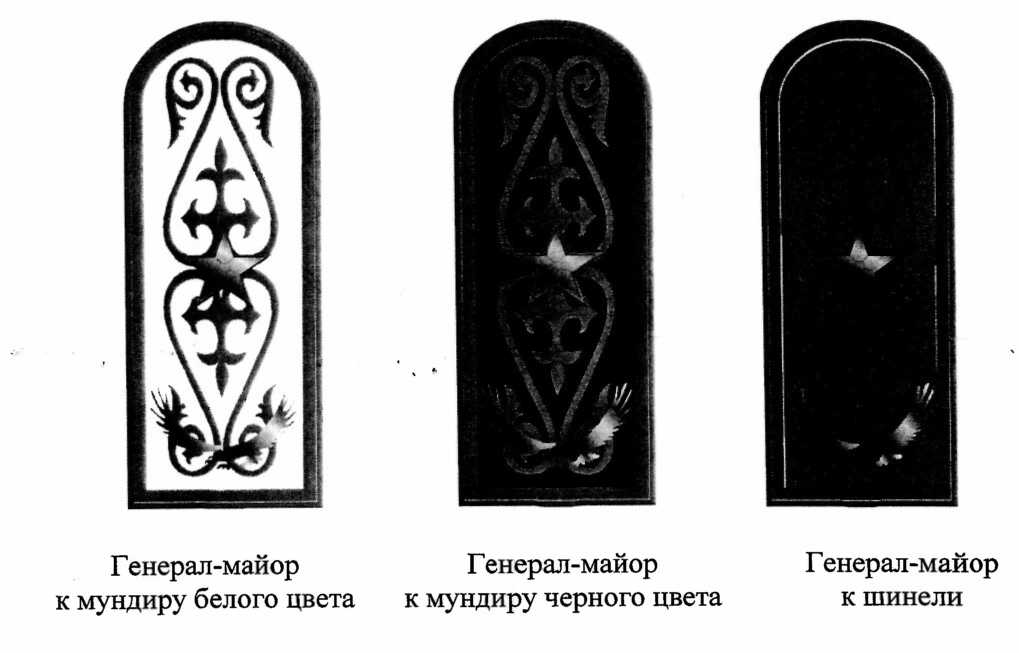 Генерал-майор
к мундиру белого цвета
Генерал-майор
к мундиру черного цвета
Генерал-майор
к шинели